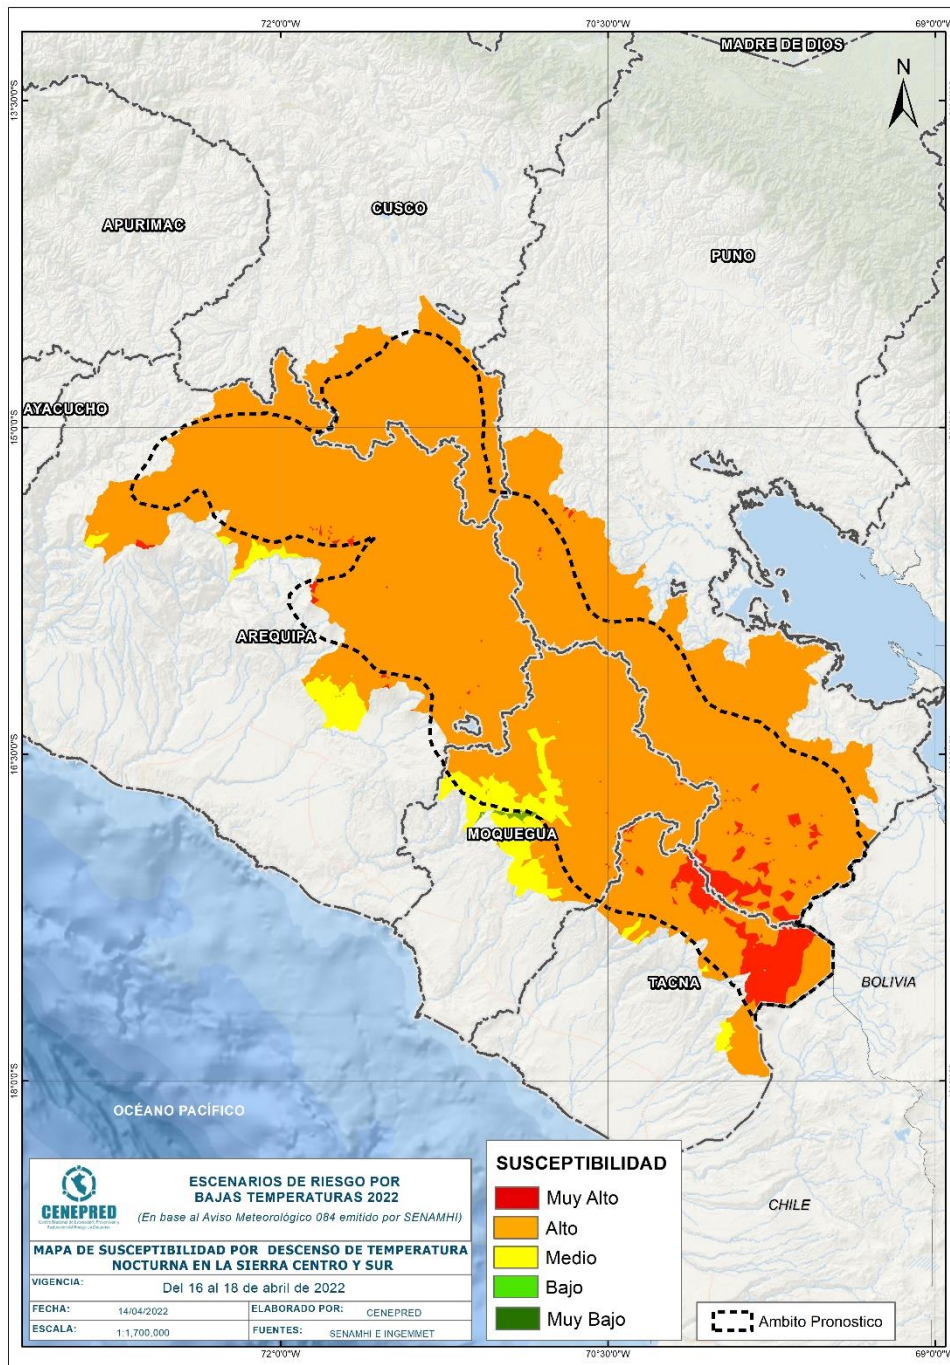 72°0'0"W
70°30'0"W
69°0'0"W
MADRE DE DIOS
N
13°30'0"S
CUSCO
APURIMAC
PUNO
AYACUCHO
15°0'0"S
AREQUIPA
16°30'0"S
MOQUEGUA
TACNA
BOLIVIA
18°0'0"S
OCÉANO PACÍFICO
CHILE
CENEPRED
ESCENARIOS DE RIESGO POR
BAJAS TEMPERATURAS 2022
(En base al Aviso Meteorológico 084 emitido por SENAMHI)
MAPA DE SUSCEPTIBILIDAD POR DESCENSO DE TEMPERATURA
NOCTURNA EN LA SIERRA CENTRO Y SUR
VIGENCIA:
Del 16 al 18 de abril de 2022
FECHA: 14/04/2022 ELABORADO POR: CENEPRED
ESCALA: 1:1,700,000 FUENTES: SENAMHI E INGEMMET
SUSCEPTIBILIDAD
Muy Alto
Alto
Medio
Bajo
Muy Bajo
Ambito Pronostico
72°0'0"W
70°30'0"W
69°0'0"W